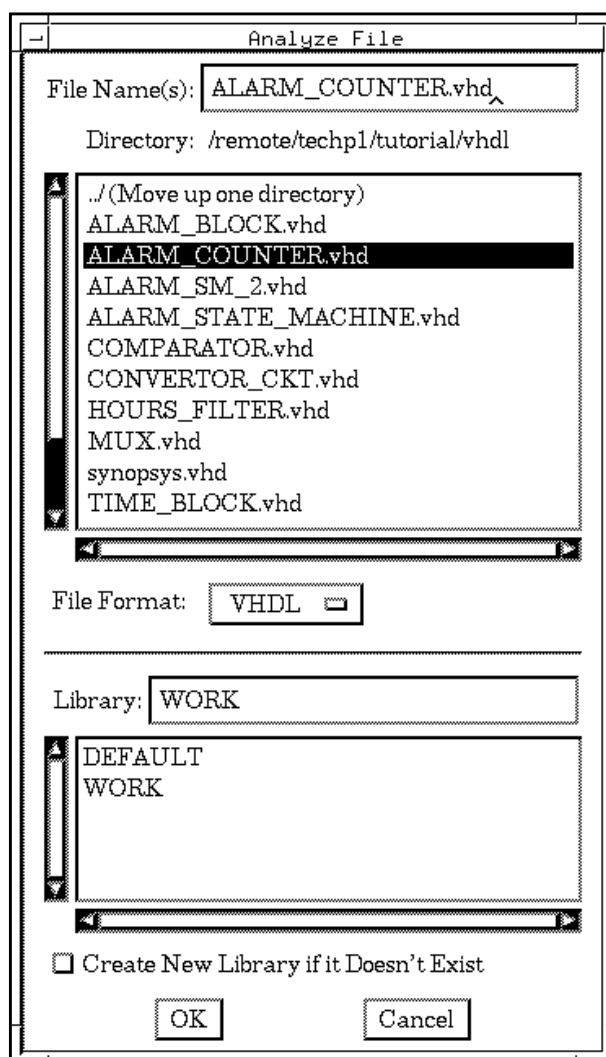 Analyze File
File Name(s): ALARM_COUNTER.vhd
Directory: /remote/techp1/tutorial/vhdl
../ (Move up one directory)
ALARM_BLOCK.vhd
ALARM_COUNTER.vhd
ALARM_SM_2.vhd
ALARM_STATE_MACHINE.vhd
COMPARATOR.vhd
CONVERTOR_CKT.vhd
HOURS_FILTER.vhd
MUX.vhd
synopsys.vhd
TIME_BLOCK.vhd
File Format: VHDL
Library: WORK
DEFAULT
WORK
Create New Library if it Doesn't Exist
OK Cancel